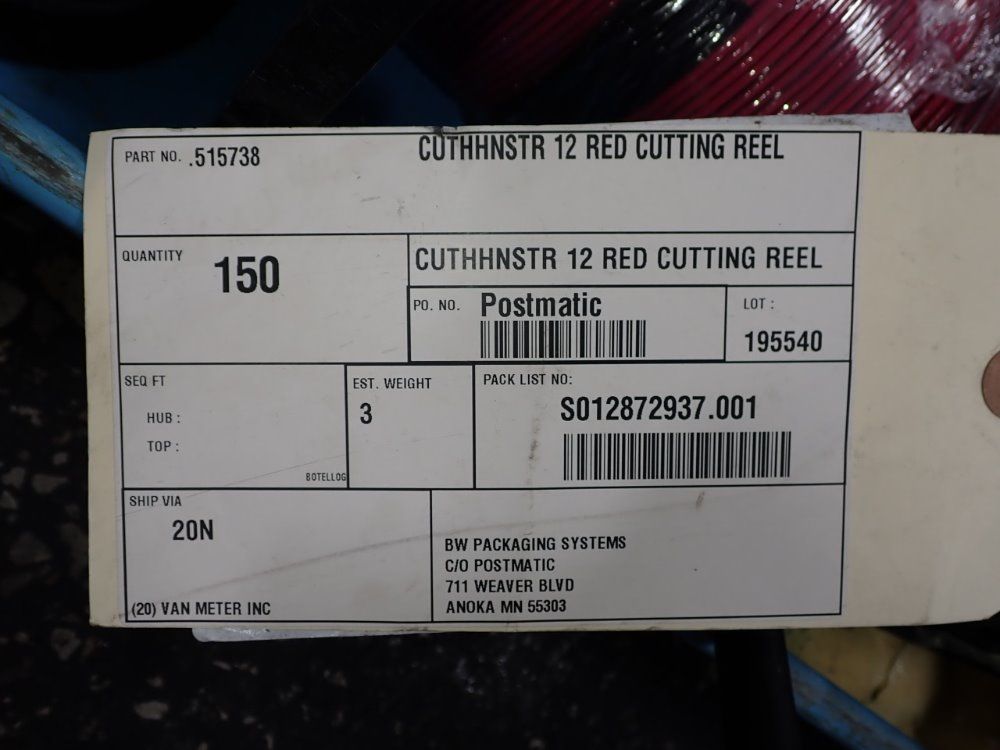 PART NO. .515738
CUTHHNSTR 12 RED CUTTING REEL
QUANTITY 150
CUTHHNSTR 12 RED CUTTING REEL
PO. NO. Postmatic
LOT :
195540
SEQ FT
HUB :
TOP :
BOTELLOG
EST. WEIGHT
3
PACK LIST NO:
S012872937.001
SHIP VIA
20N
(20) VAN METER INC
BW PACKAGING SYSTEMS
C/O POSTMATIC
711 WEAVER BLVD
ANOKA MN 55303